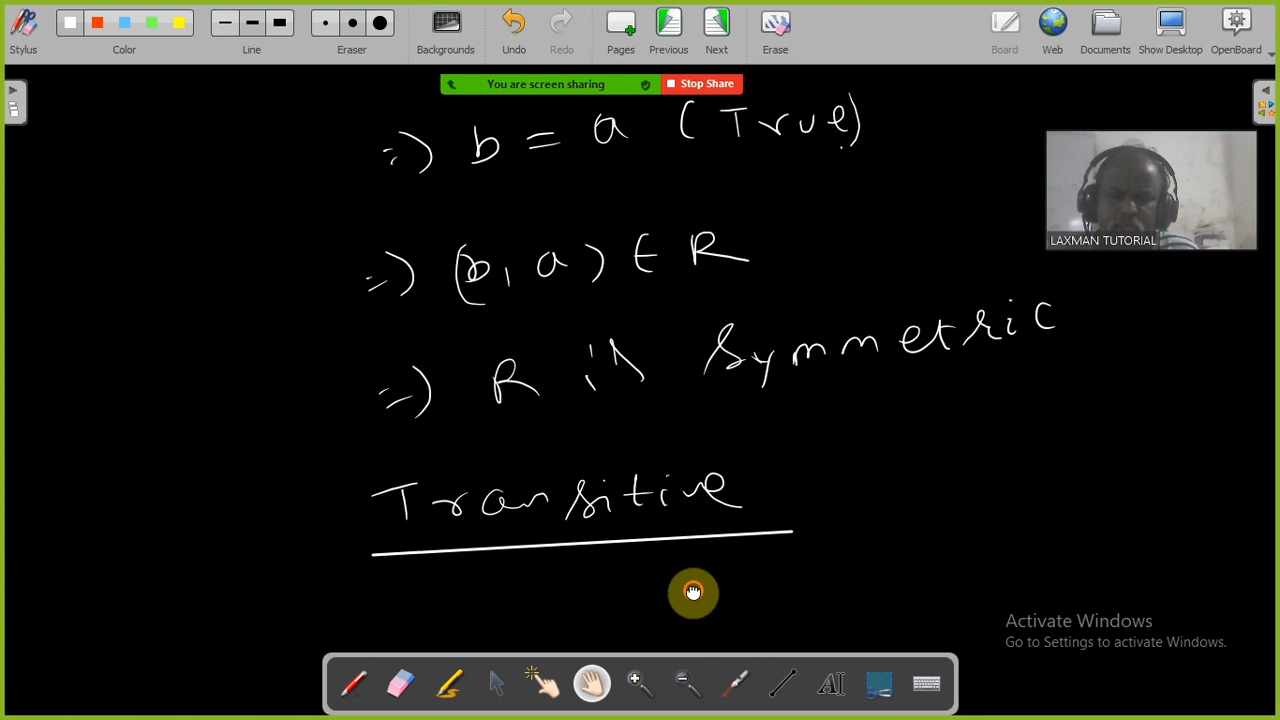 Stylus
Color
Line
Eraser
Backgrounds
Undo
Redo
Pages
Previous
Next
Erase
Board
Web
Documents
Show Desktop
OpenBoard
You are screen sharing
Stop Share
=) b = a (True)
LAXMAN TUTORIAL
=) (b, a) ∈ R
=) R is symmetric
Transitive
Activate Windows
Go to Settings to activate Windows.
AI